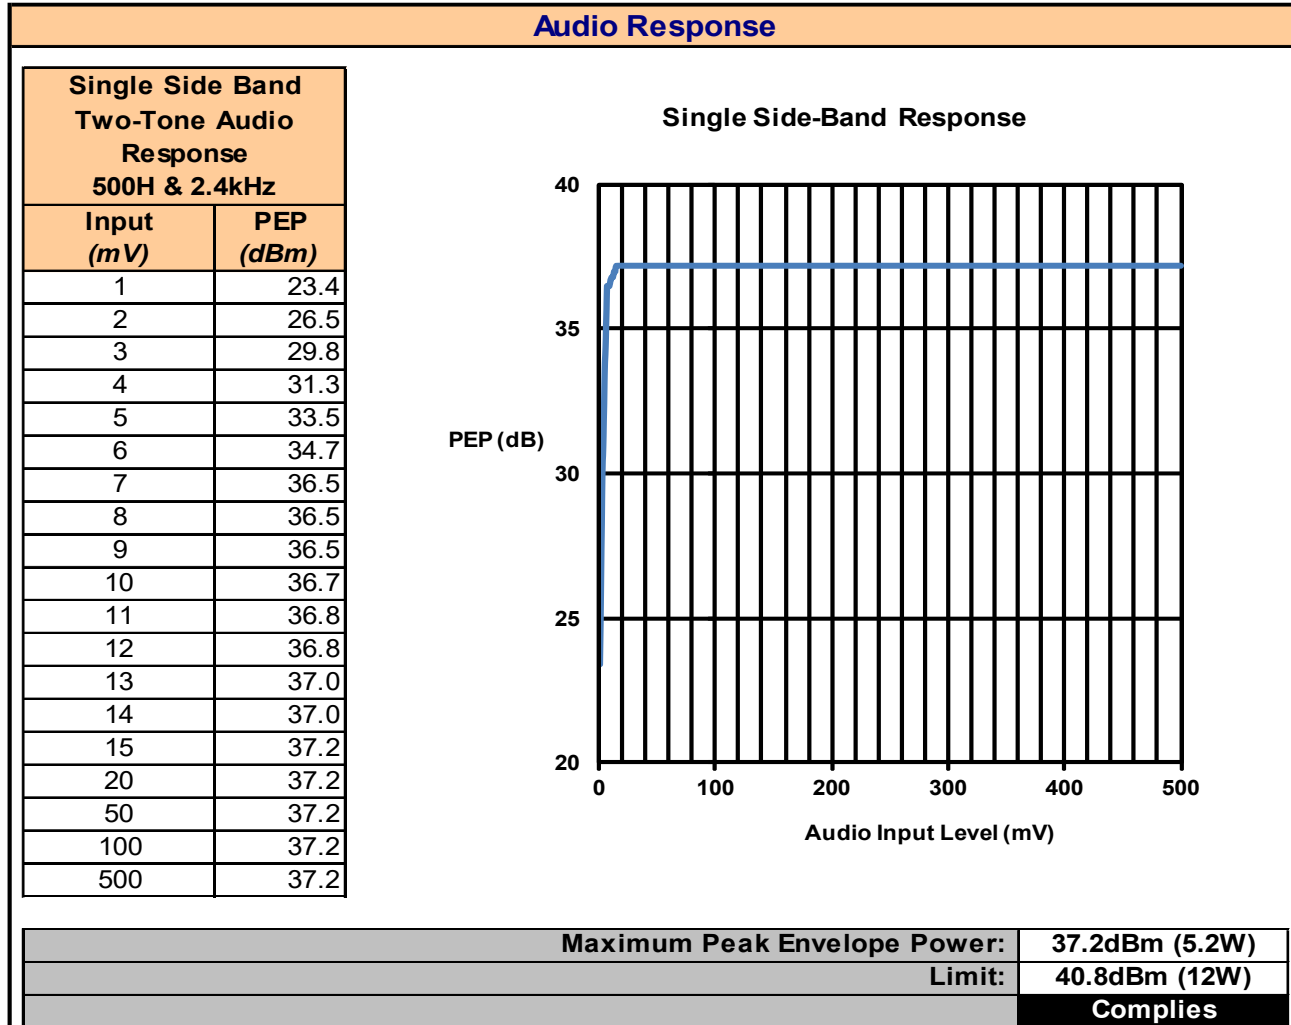 Audio Response
Single Side Band
Two-Tone Audio
Response
500H & 2.4kHz
Input PEP
(mV) (dBm)
1 23.4
2 26.5
3 29.8
4 31.3
5 33.5
6 34.7
7 36.5
8 36.5
9 36.5
10 36.7
11 36.8
12 36.8
13 37.0
14 37.0
15 37.2
20 37.2
50 37.2
100 37.2
500 37.2
Single Side-Band Response
40
35
PEP (dB)
30
25
20
0 100 200 300 400 500
Audio Input Level (mV)
Maximum Peak Envelope Power: 37.2dBm (5.2W)
Limit: 40.8dBm (12W)
Complies